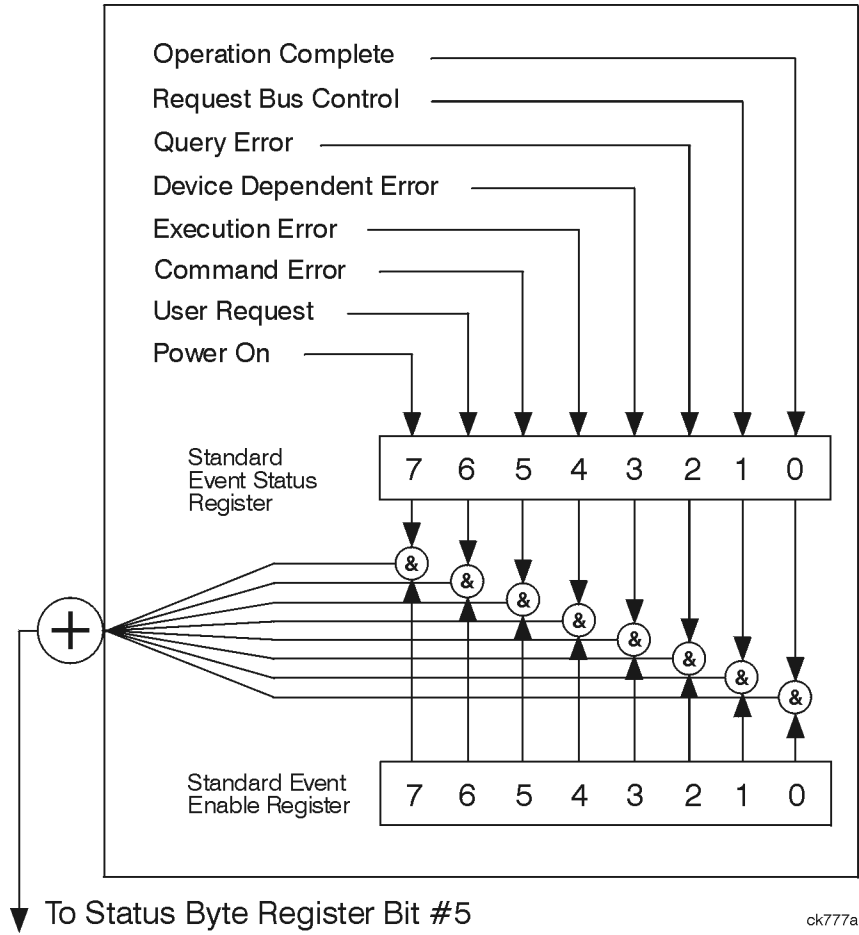 Operation Complete
Request Bus Control
Query Error
Device Dependent Error
Execution Error
Command Error
User Request
Power On
Standard
Event Status
Register
7 6 5 4 3 2 1 0
&
&
&
&
&
&
&
&
+
Standard Event
Enable Register
7 6 5 4 3 2 1 0
To Status Byte Register Bit #5
ck777a